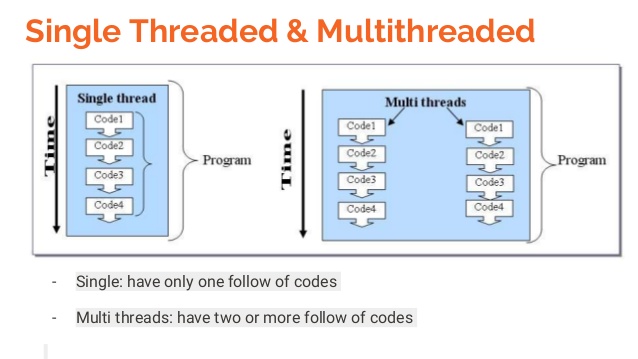 Single Threaded & Multithreaded
Time
Single thread
Code1
Code2
Code3
Code4
Program
Time
Multi threads
Code1
Code2
Code3
Code4
Code1
Code2
Code3
Code4
Program
- Single: have only one follow of codes
- Multi threads: have two or more follow of codes